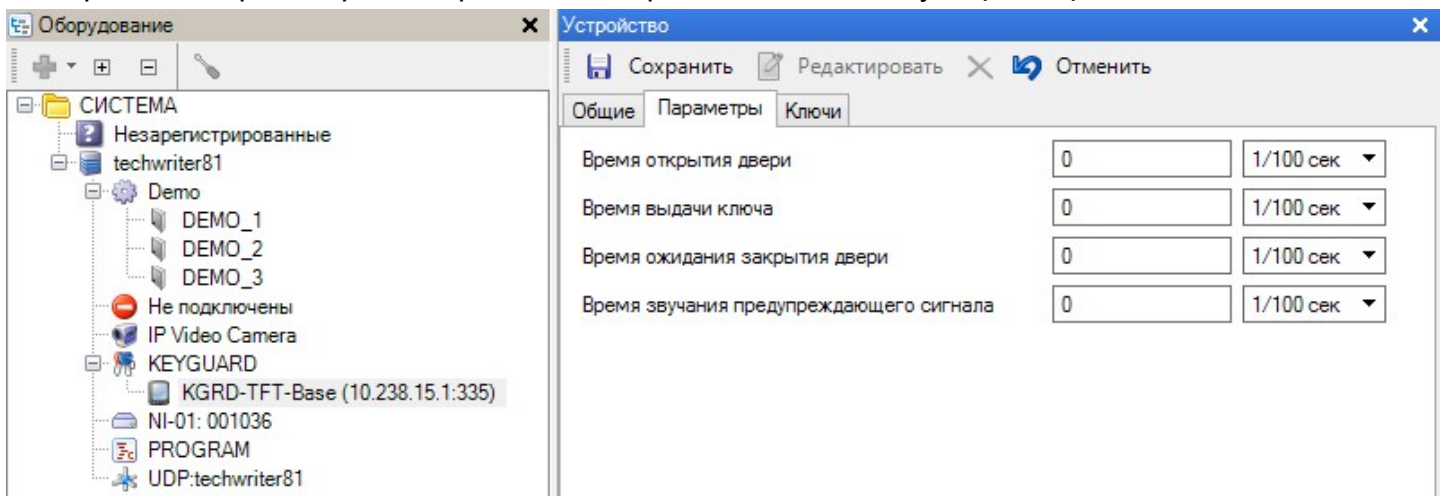 Оборудование
СИСТЕМА
Незарегистрированные
techwriter81
Demo
DEMO_1
DEMO_2
DEMO_3
Не подключены
IP Video Camera
KEYGUARD
KGRD-TFT-Base (10.238.15.1:335)
NI-01: 001036
PROGRAM
UDP:techwriter81
Устройство
Сохранить Редактировать Отменить
Общие Параметры Ключи
Время открытия двери 0 1/100 сек
Время выдачи ключа 0 1/100 сек
Время ожидания закрытия двери 0 1/100 сек
Время звучания предупреждающего сигнала 0 1/100 сек